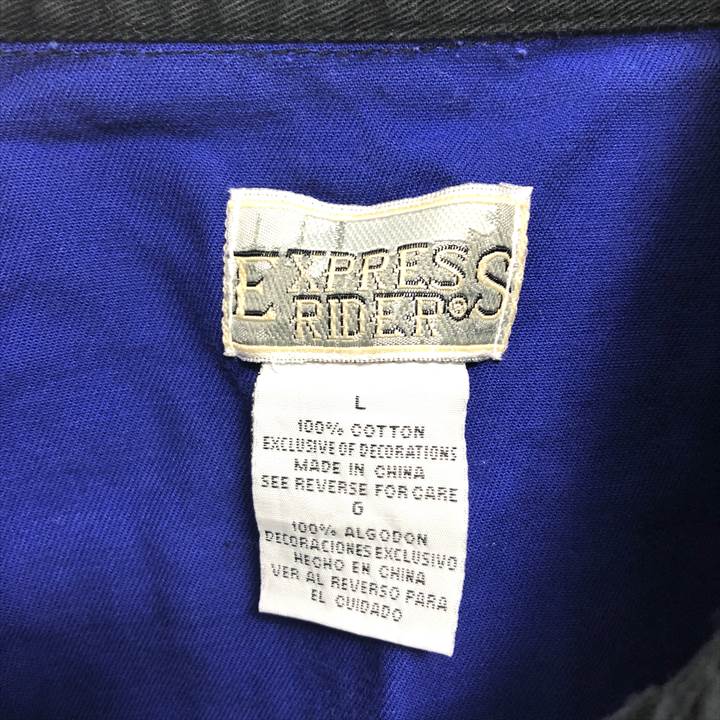 EXPRESS
RIDER®
L
100% COTTON
EXCLUSIVE OF DECORATIONS
MADE IN CHINA
SEE REVERSE FOR CARE
G
100% ALGODON
DECORACIONES EXCLUSIVO
HECHO EN CHINA
VER AL REVERSO PARA
EL CUIDADO